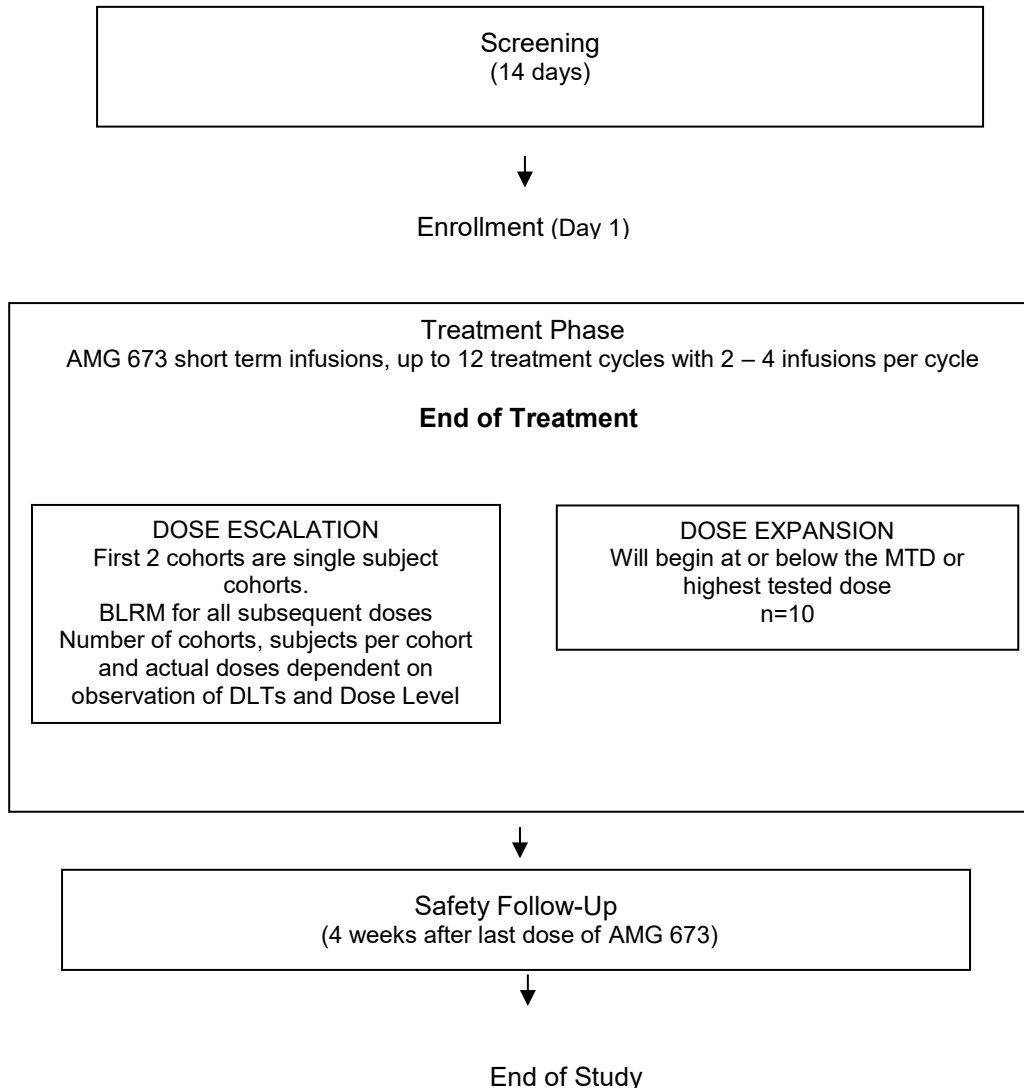 Screening
(14 days)
Enrollment (Day 1)
Treatment Phase
AMG 673 short term infusions, up to 12 treatment cycles with 2 – 4 infusions per cycle
End of Treatment
DOSE ESCALATION
First 2 cohorts are single subject
cohorts.
BLRM for all subsequent doses
Number of cohorts, subjects per cohort
and actual doses dependent on
observation of DLTs and Dose Level
DOSE EXPANSION
Will begin at or below the MTD or
highest tested dose
n=10
Safety Follow-Up
(4 weeks after last dose of AMG 673)
End of Study